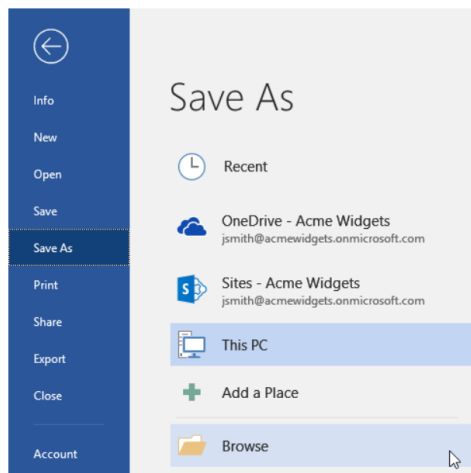 Info
New
Open
Save
Save As
Print
Share
Export
Close
Account
Save As
Recent
OneDrive - Acme Widgets
jsmith@acmewidgets.onmicrosoft.com
S
Sites - Acme Widgets
jsmith@acmewidgets.onmicrosoft.com
This PC
Add a Place
Browse